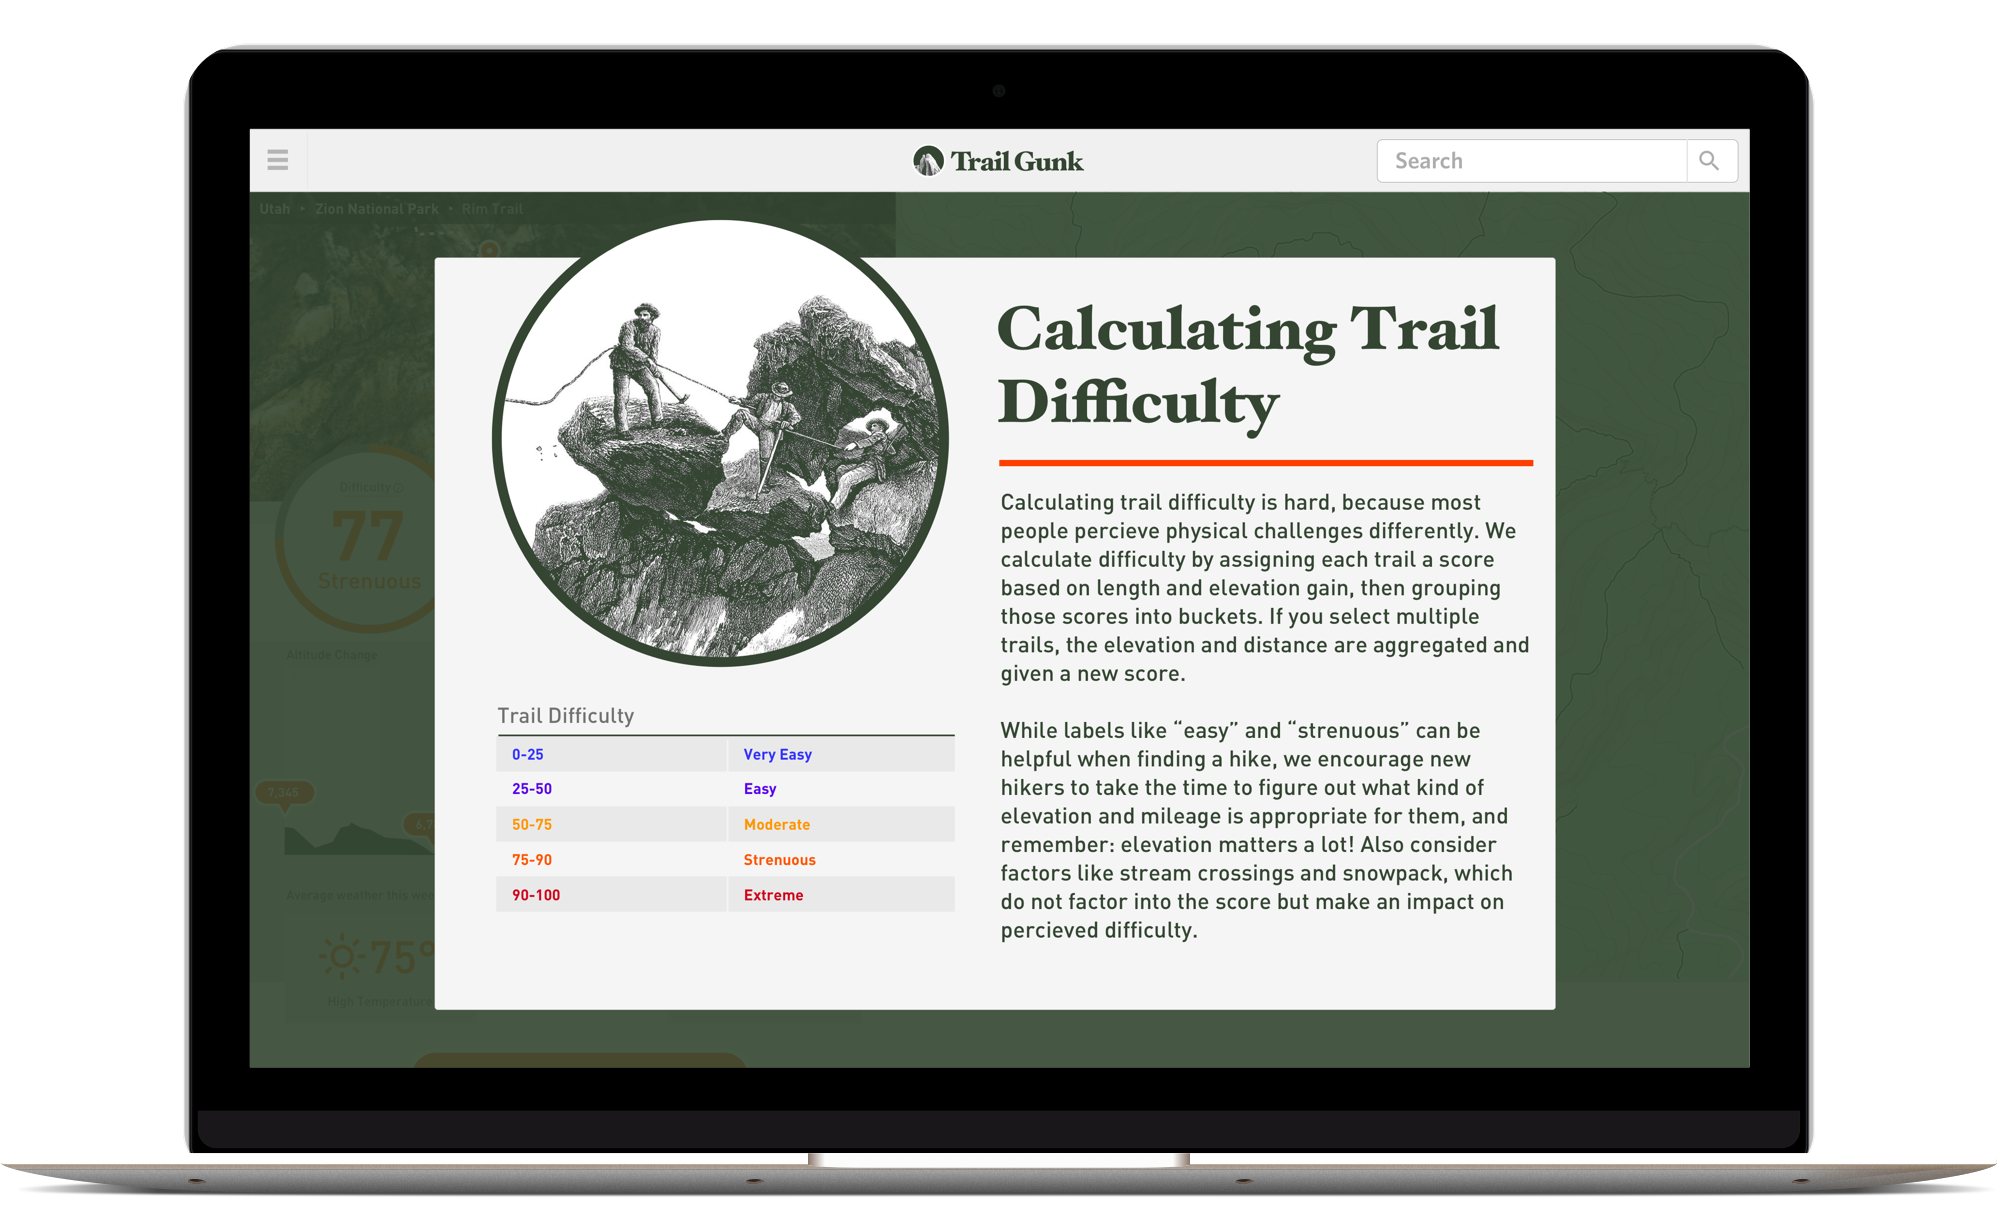 Trail Gunk
Search
Utah • Zion National Park • Rim Trail
Difficulty
77
Strenuous
Altitude Change
7,345
6,7
Average weather this wee
75°
High Temperature
Calculating Trail
Difficulty
Calculating trail difficulty is hard, because most
people percieve physical challenges differently. We
calculate difficulty by assigning each trail a score
based on length and elevation gain, then grouping
those scores into buckets. If you select multiple
trails, the elevation and distance are aggregated and
given a new score.
While labels like “easy” and “strenuous” can be
helpful when finding a hike, we encourage new
hikers to take the time to figure out what kind of
elevation and mileage is appropriate for them, and
remember: elevation matters a lot! Also consider
factors like stream crossings and snowpack, which
do not factor into the score but make an impact on
percieved difficulty.
Trail Difficulty
0-25 Very Easy
25-50 Easy
50-75 Moderate
75-90 Strenuous
90-100 Extreme